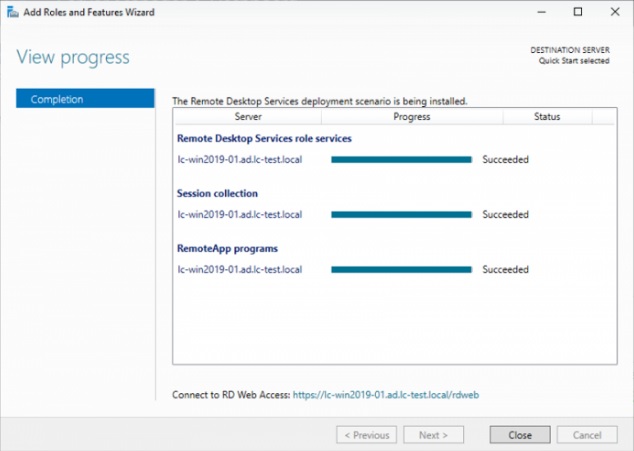 Add Roles and Features Wizard
View progress
DESTINATION SERVER
Quick Start selected
Completion
The Remote Desktop Services deployment scenario is being installed.
Server Progress Status
Remote Desktop Services role services
lc-win2019-01.ad.lc-test.local Succeeded
Session collection
lc-win2019-01.ad.lc-test.local Succeeded
RemoteApp programs
lc-win2019-01.ad.lc-test.local Succeeded
Connect to RD Web Access: https://lc-win2019-01.ad.lc-test.local/rdweb
< Previous Next > Close Cancel